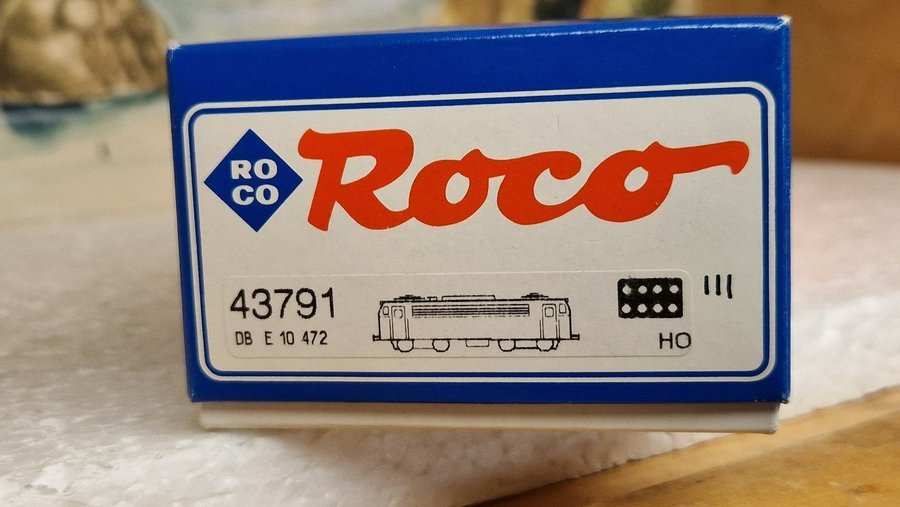 RO
CO
Roco
43791
DB E 10 472
III
HO